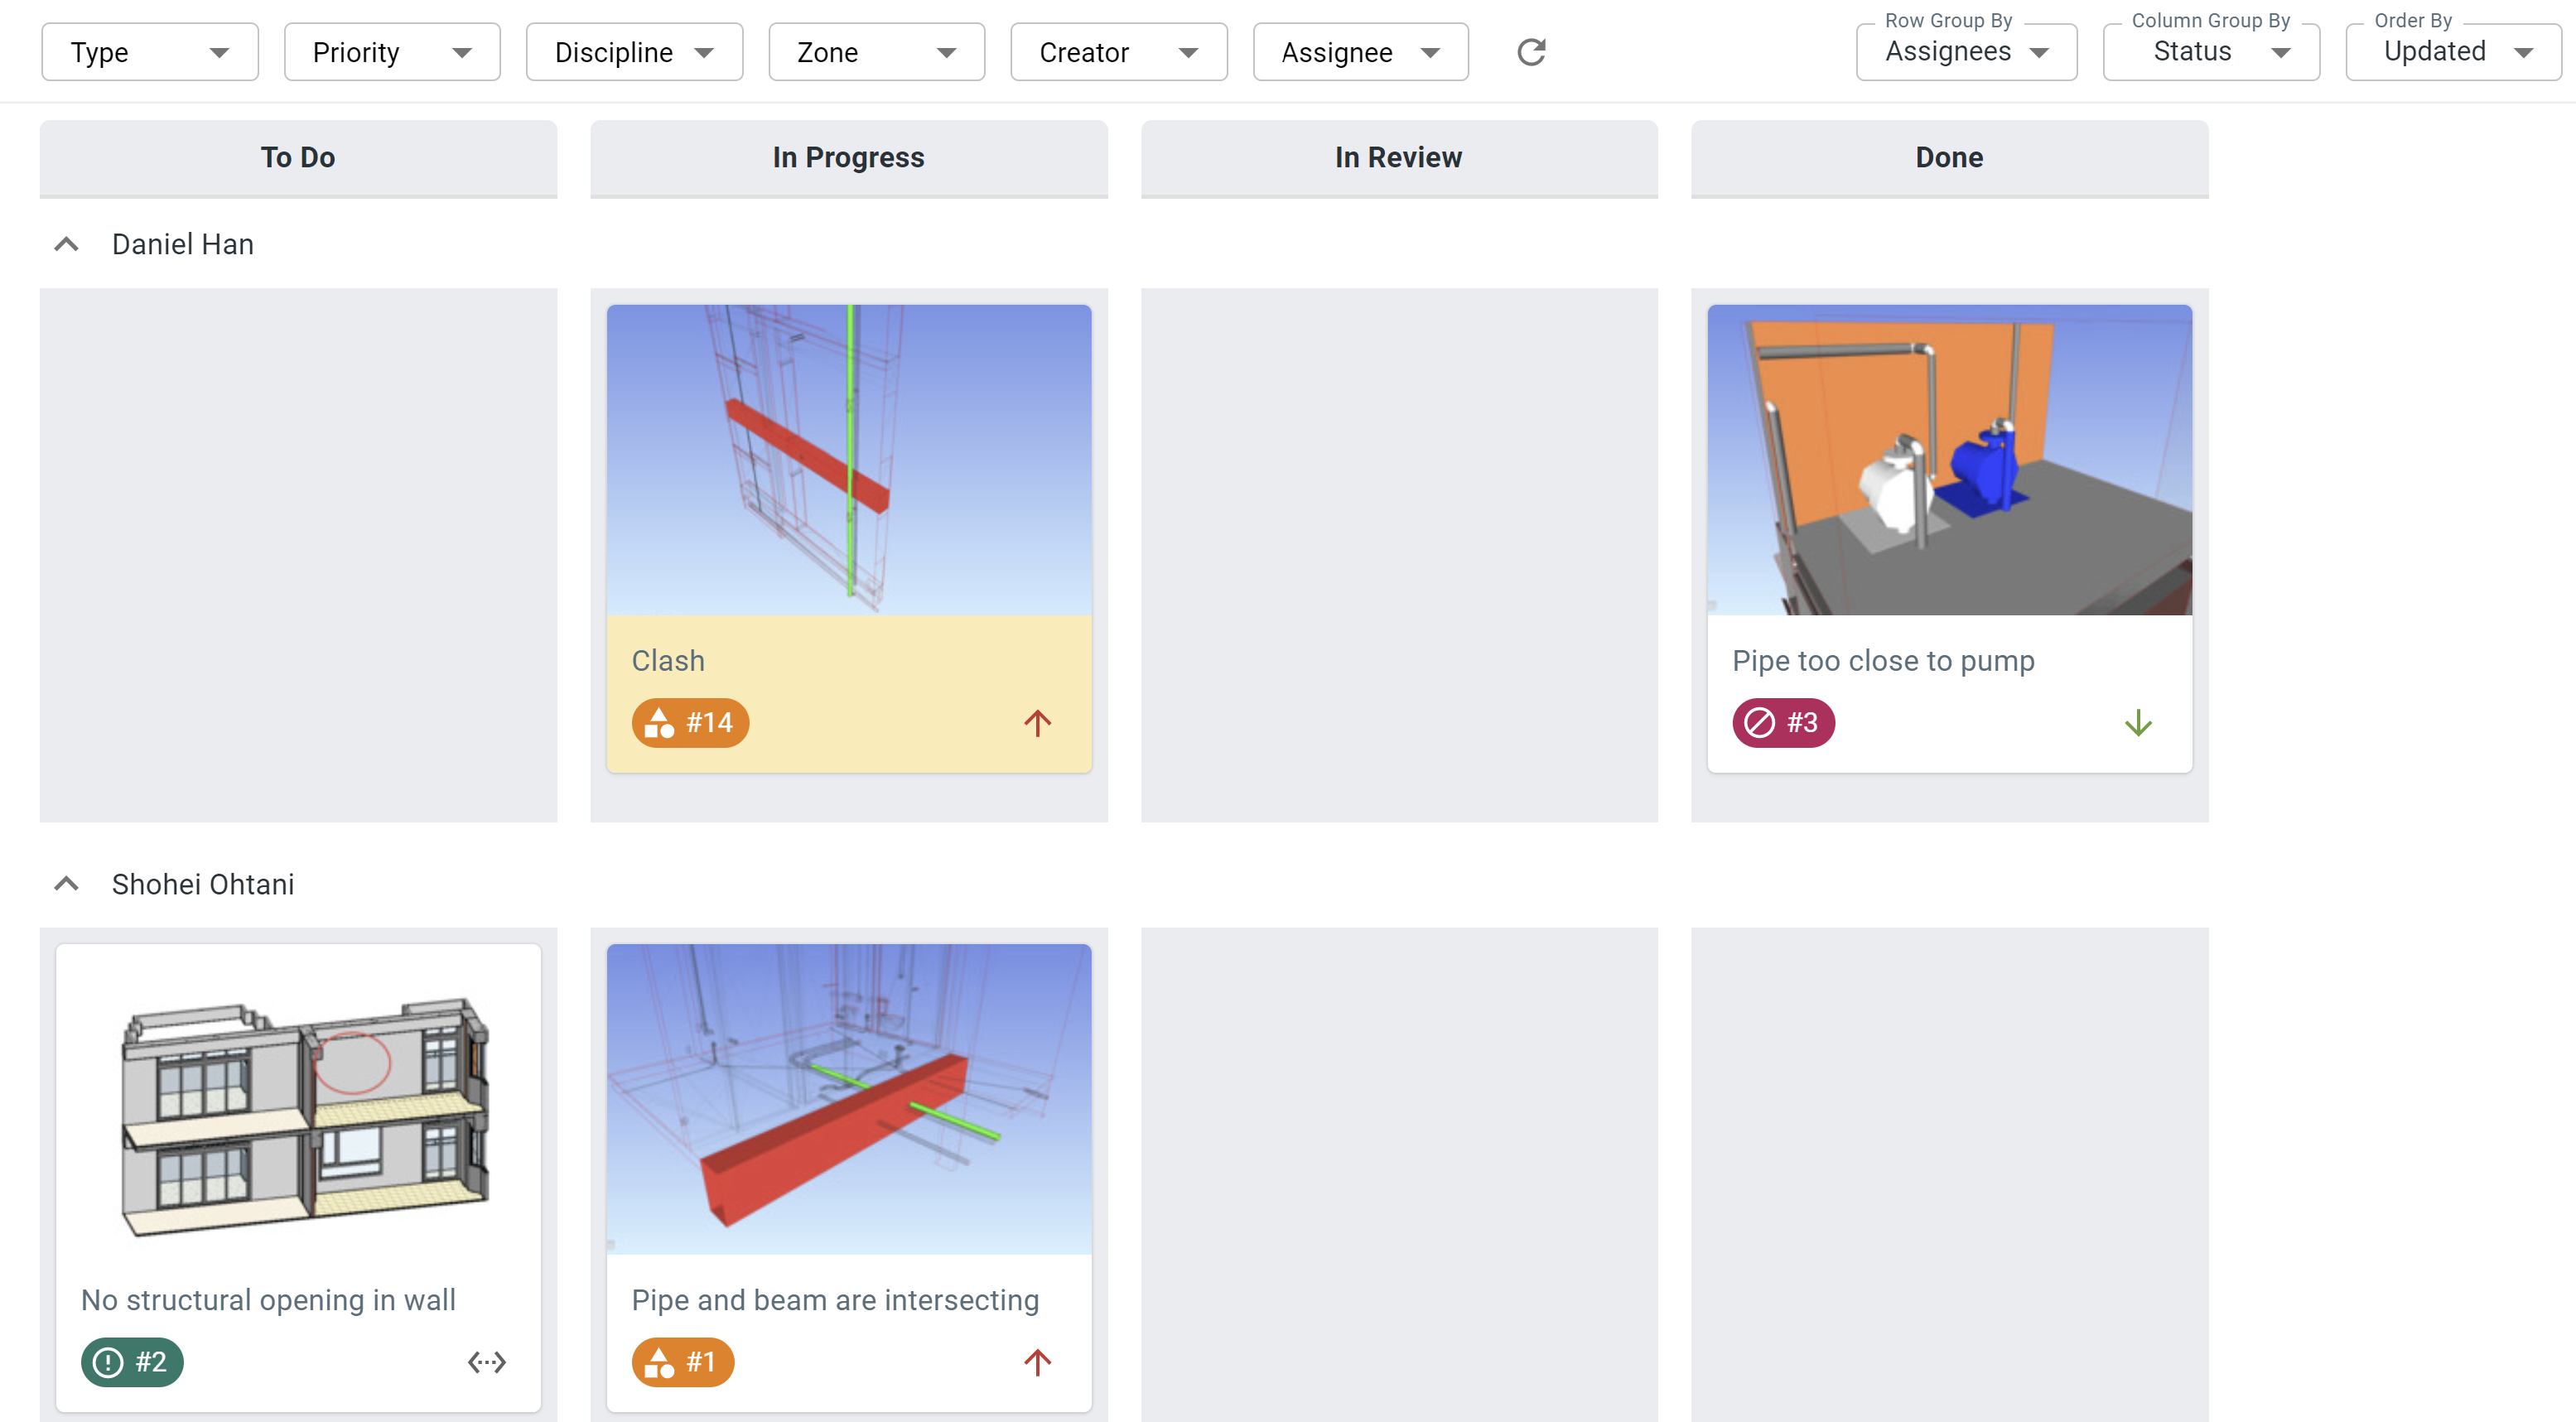 Type
Priority
Discipline
Zone
Creator
Assignee
Row Group By
Assignees
Column Group By
Status
Order By
Updated
To Do
In Progress
In Review
Done
Daniel Han
Clash
#14
Pipe too close to pump
#3
Shohei Ohtani
No structural opening in wall
#2
Pipe and beam are intersecting
#1